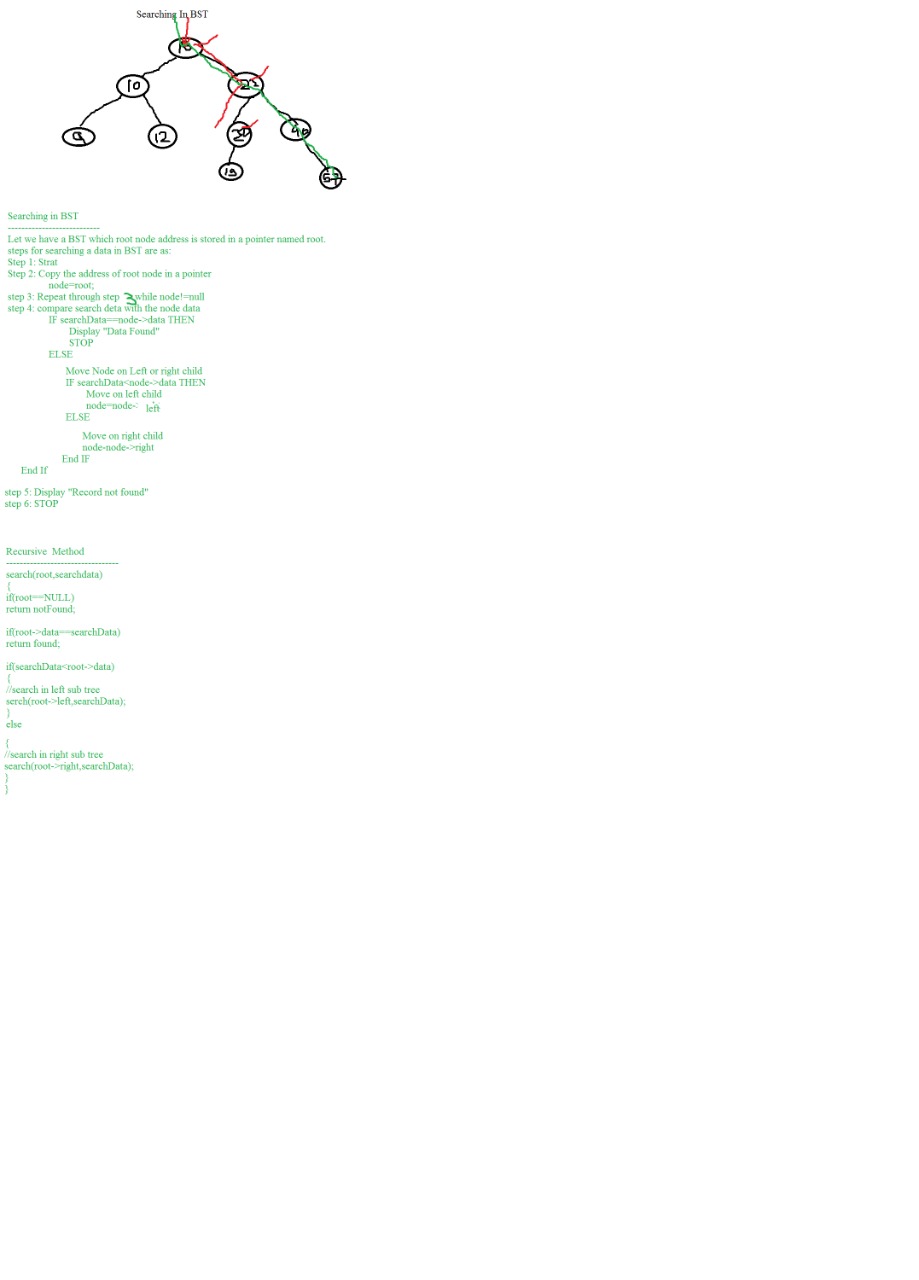 Searching In BST
10
9
12
19
Searching in BST
----------------------------
Let we have a BST which root node address is stored in a pointer named root.
steps for searching a data in BST are as:
Step 1: Strat
Step 2: Copy the address of root node in a pointer
node=root;
step 3: Repeat through step 3 while node!=null
step 4: compare search deta with the node data
IF searchData==node->data THEN
Display "Data Found"
STOP
ELSE
Move Node on Left or right child
IF searchData<node->data THEN
Move on left child
node=node-> left
ELSE
Move on right child
node-node->right
End IF
End If
step 5: Display "Record not found"
step 6: STOP
Recursive Method
----------------------------------
search(root,searchdata)
{
if(root==NULL)
return notFound;
if(root->data==searchData)
return found;
if(searchData<root->data)
{
//search in left sub tree
serch(root->left,searchData);
}
else
{
//search in right sub tree
search(root->right,searchData);
}
}